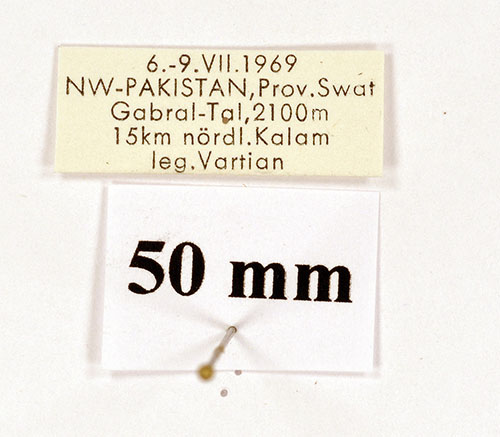 6.-9.VII.1969
NW-PAKISTAN,Prov.Swat
Gabral-Tal,2100m
15km nördl.Kalam
leg.Vartian
50 mm